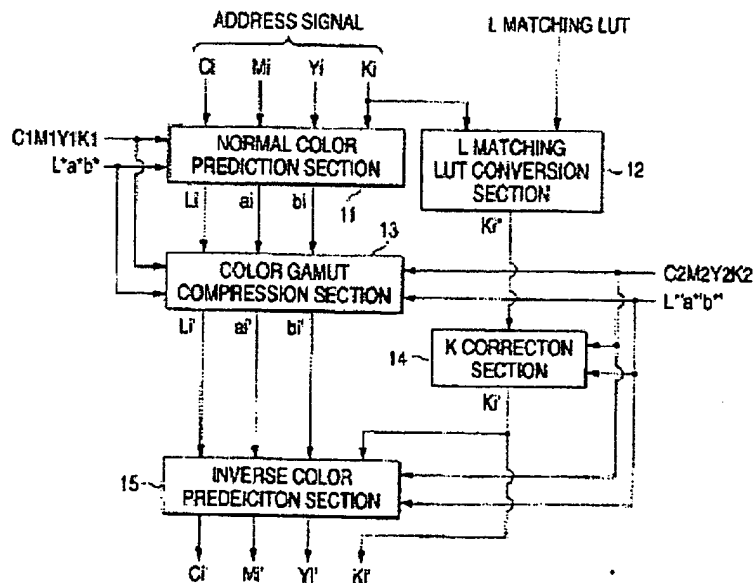 ADDRESS SIGNAL
L MATCHING LUT
Ci Mi Yi Ki
C1M1Y1K1
L*a*b*
NORMAL COLOR
PREDICTION SECTION
11
L MATCHING
LUT CONVERSION
SECTION
12
Li ai bi
Ki"
13
COLOR GAMUT
COMPRESSION SECTION
C2M2Y2K2
L*'a*'b*'
Li' ai' bi'
14
K CORRECTON
SECTION
Ki'
15
INVERSE COLOR
PREDEICITON SECTION
Ci' Mi' Yi' Ki'